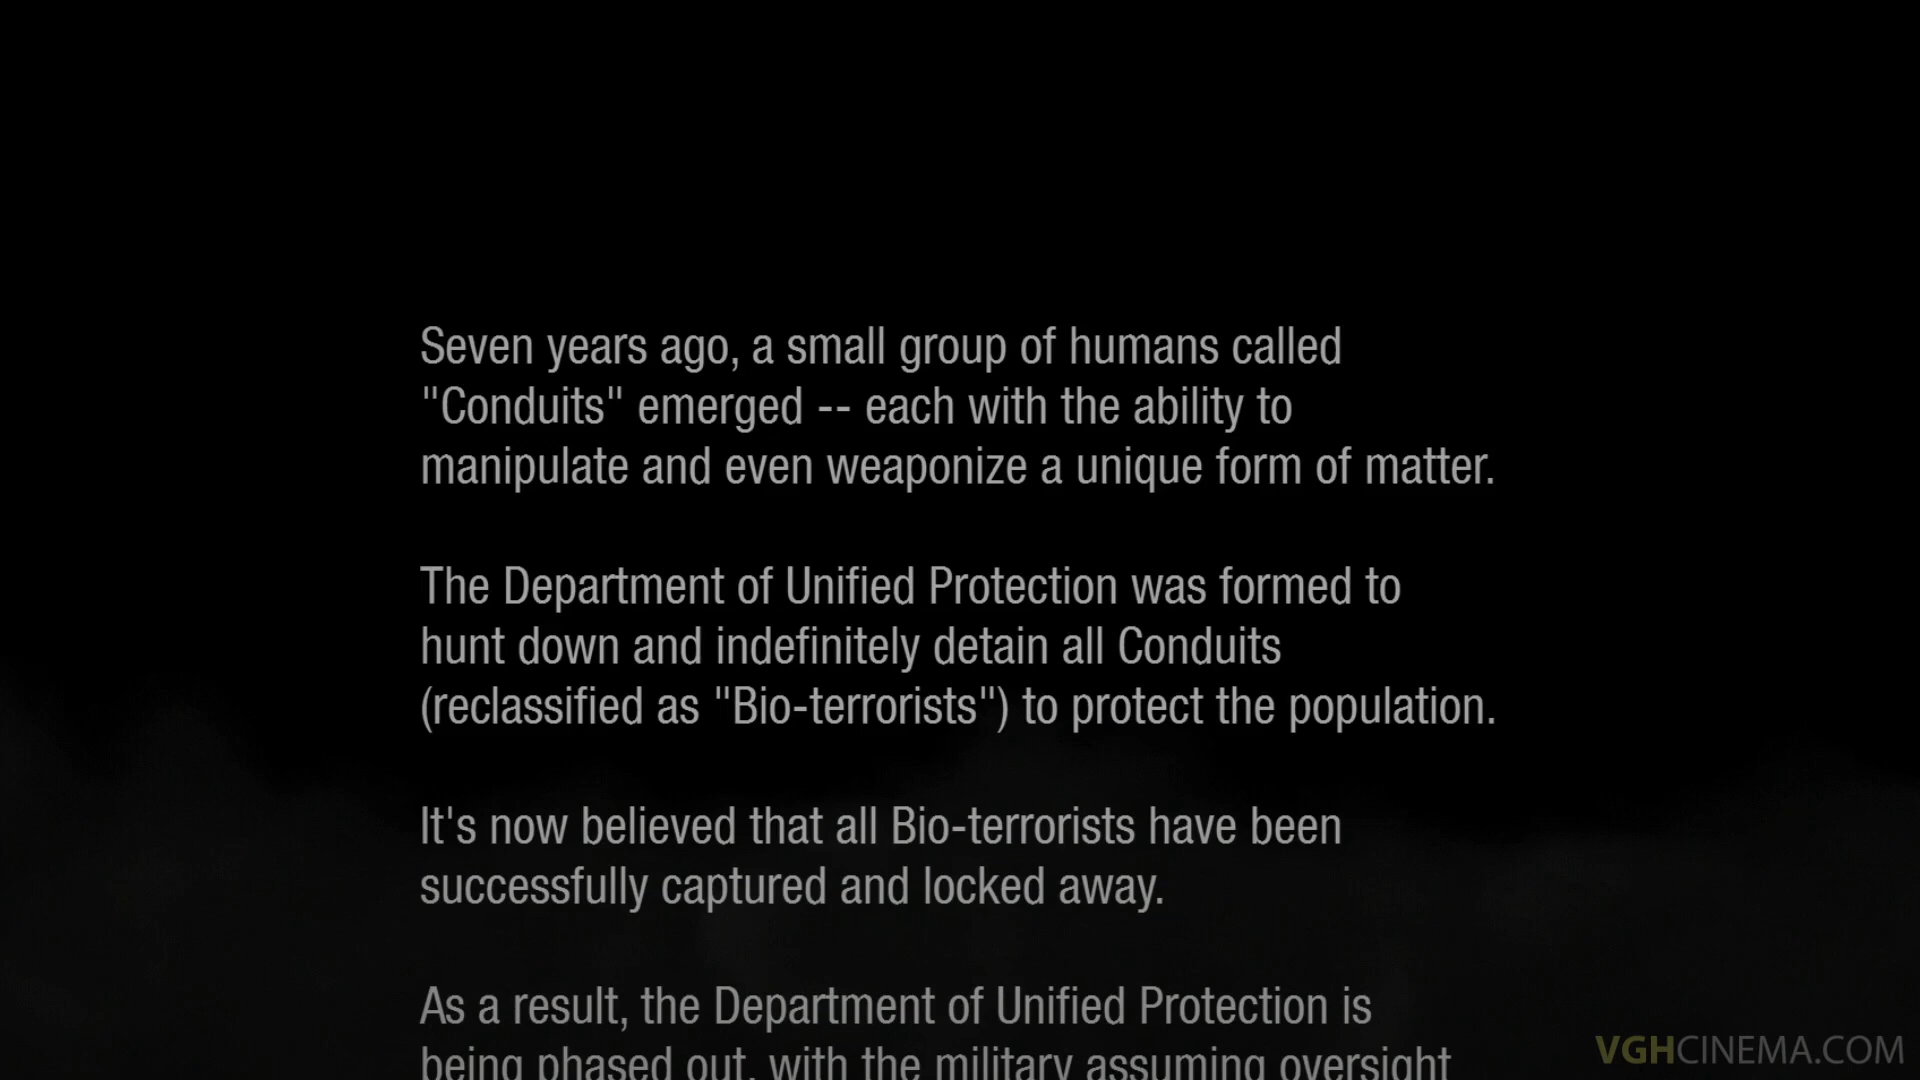 Seven years ago, a small group of humans called
"Conduits" emerged -- each with the ability to
manipulate and even weaponize a unique form of matter.
The Department of Unified Protection was formed to
hunt down and indefinitely detain all Conduits
(reclassified as "Bio-terrorists") to protect the population.
It's now believed that all Bio-terrorists have been
successfully captured and locked away.
As a result, the Department of Unified Protection is
being phased out, with the military assuming oversight
VGHCINEMA.COM